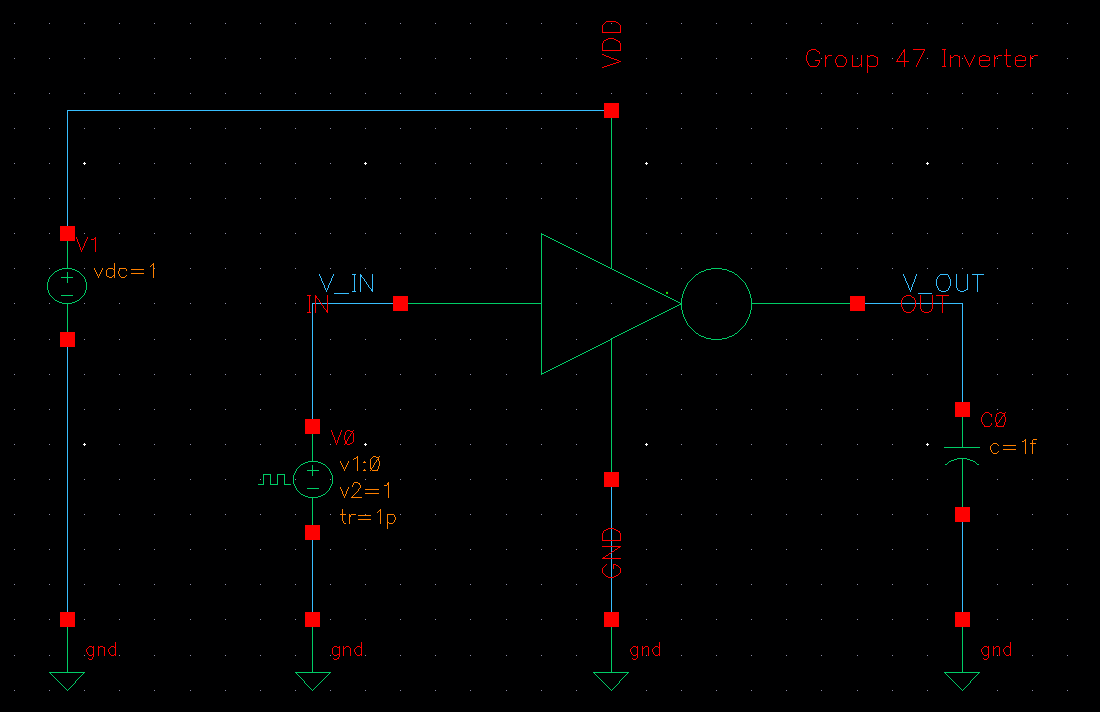 VDD
Group 47 Inverter
V1
vdc=1
V_IN
IN
V_OUT
OUT
V0
v1:0
v2=1
tr=1p
C0
c=1f
GND
gnd
gnd
gnd
gnd